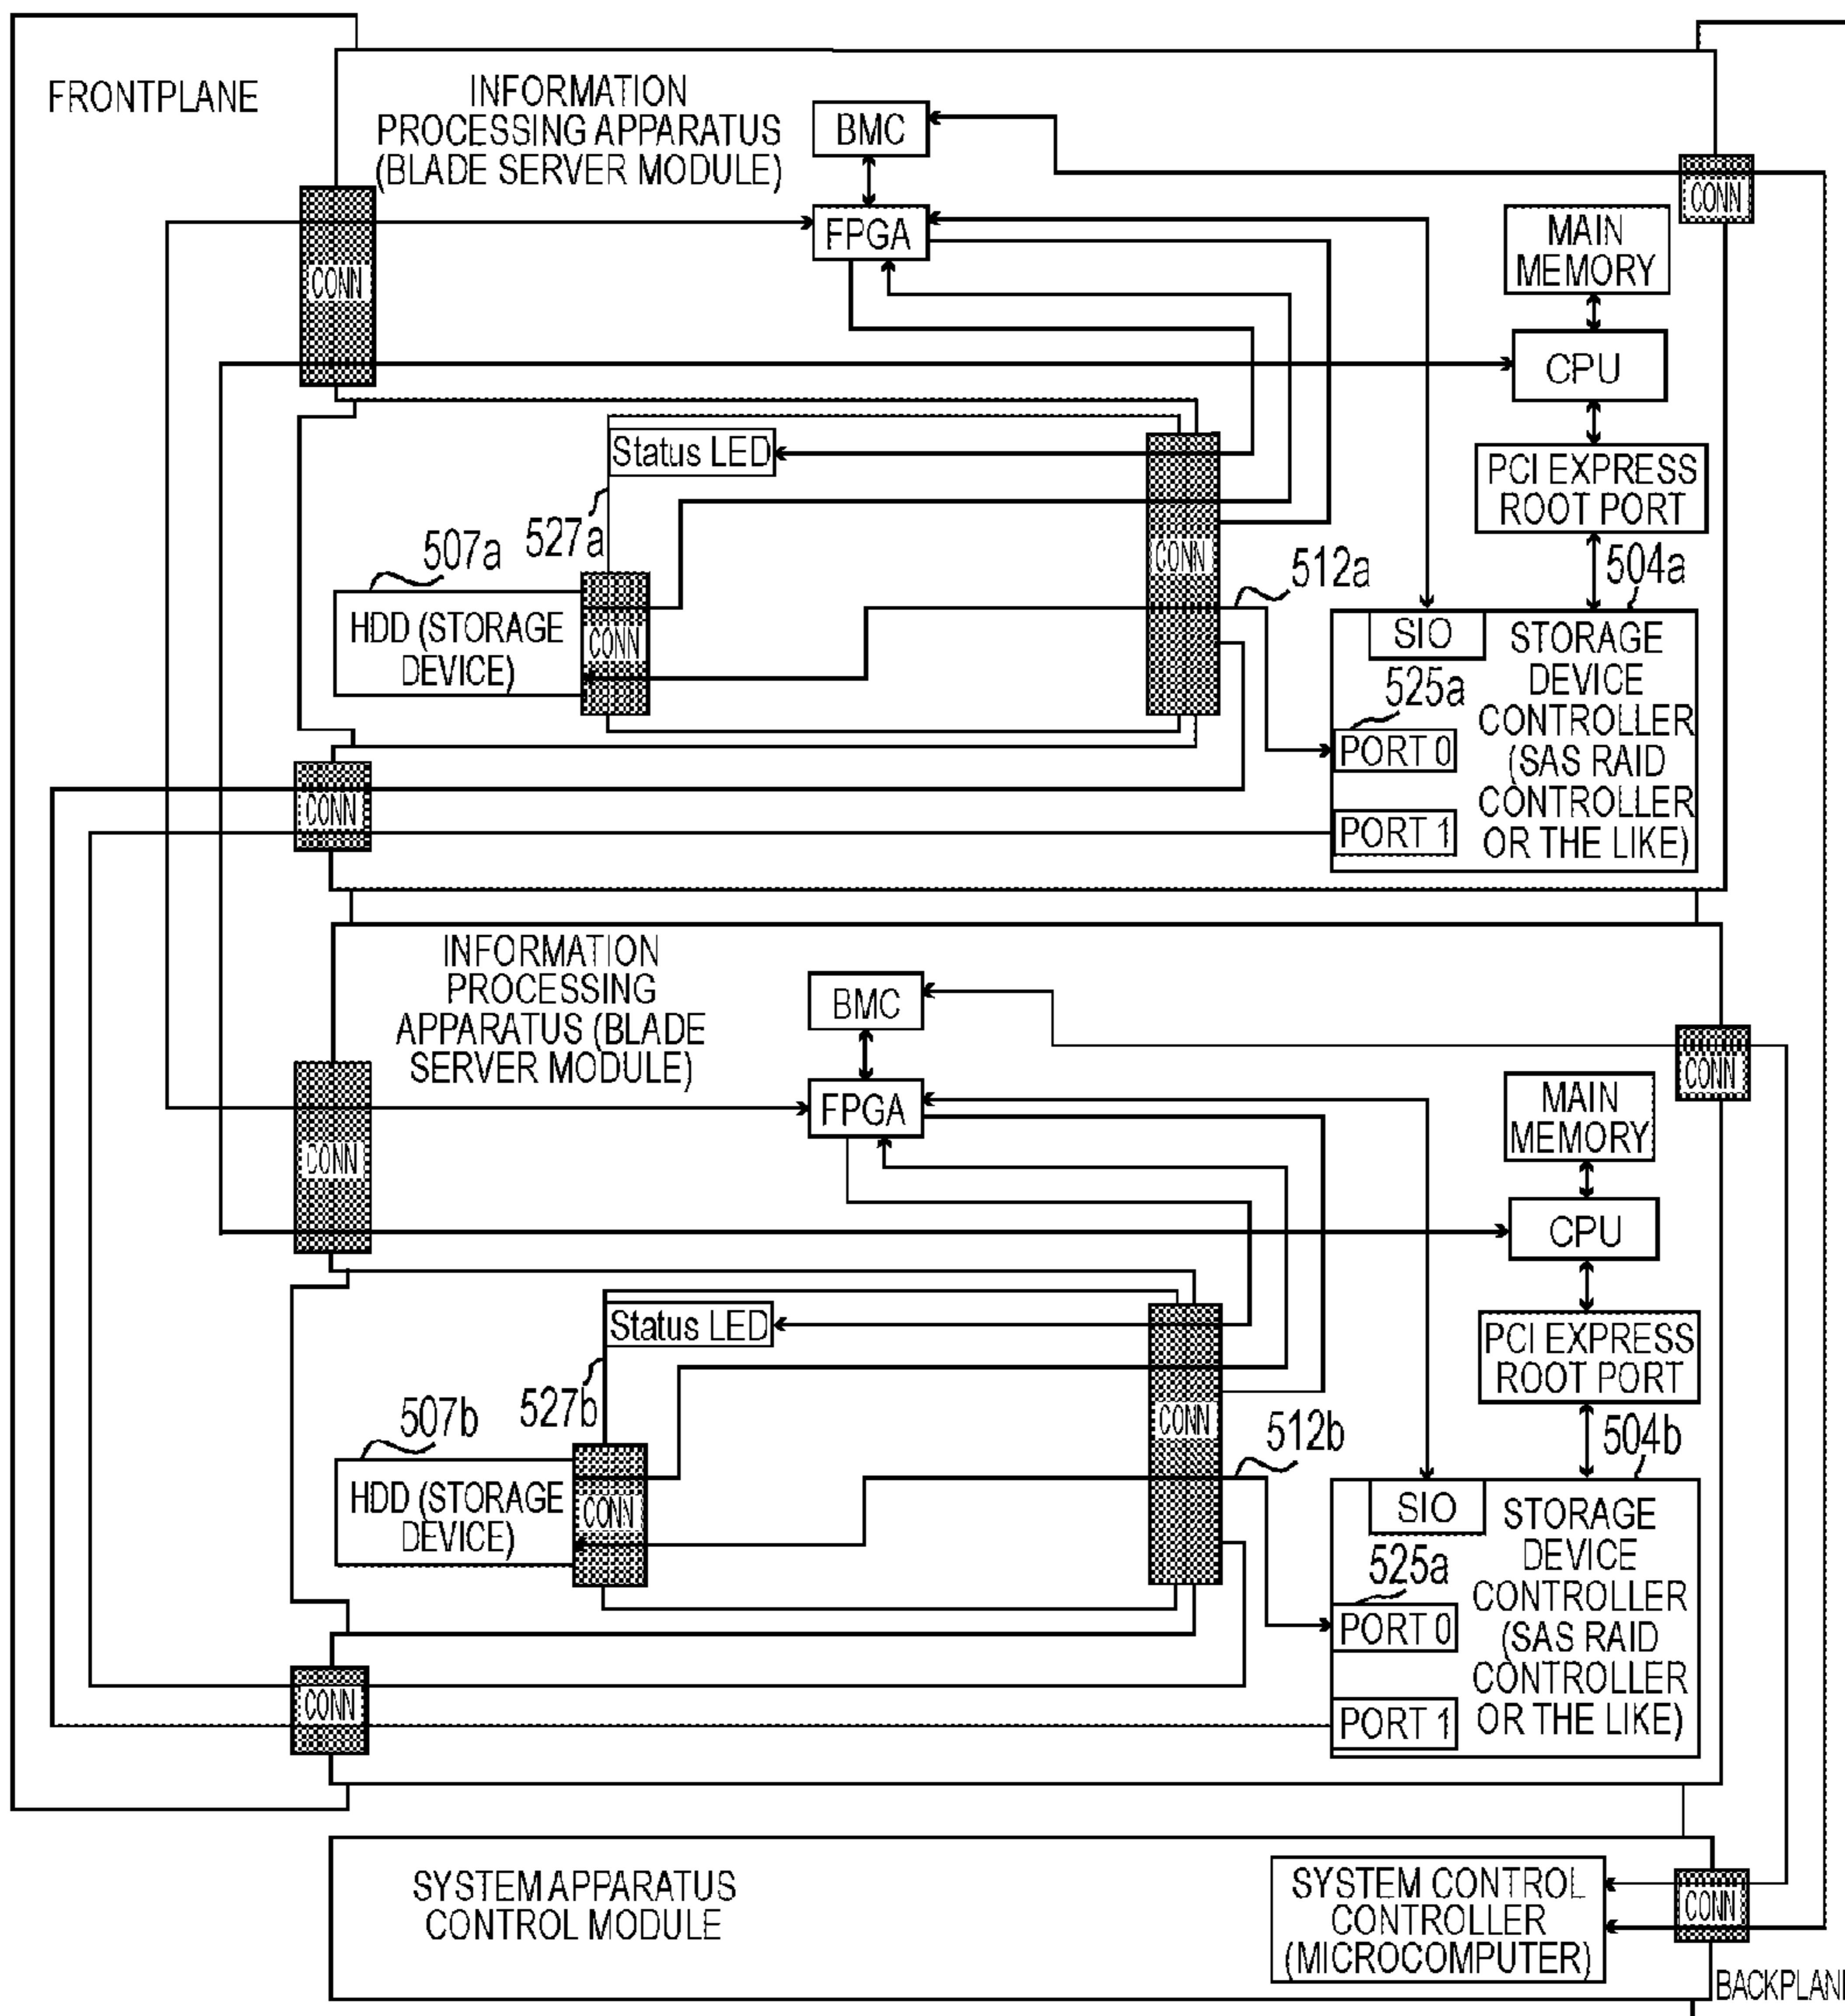 FRONTPLANE
INFORMATION
PROCESSING APPARATUS
(BLADE SERVER MODULE)
BMC
CONN
FPGA
MAIN
MEMORY
CONN
CPU
Status LED
PCI EXPRESS
ROOT PORT
527a
507a
CONN
512a
504a
HDD (STORAGE
DEVICE)
CONN
SIO
STORAGE
DEVICE
CONTROLLER
(SAS RAID
CONTROLLER
OR THE LIKE)
525a
PORT 0
CONN
PORT 1
INFORMATION
PROCESSING
APPARATUS (BLADE
SERVER MODULE)
BMC
CONN
FPGA
MAIN
MEMORY
CONN
CPU
Status LED
PCI EXPRESS
ROOT PORT
527b
507b
CONN
512b
504b
HDD (STORAGE
DEVICE)
CONN
SIO
STORAGE
DEVICE
CONTROLLER
(SAS RAID
CONTROLLER
OR THE LIKE)
525a
PORT 0
CONN
PORT 1
SYSTEM APPARATUS
CONTROL MODULE
SYSTEM CONTROL
CONTROLLER
(MICROCOMPUTER)
CONN
BACKPLANE